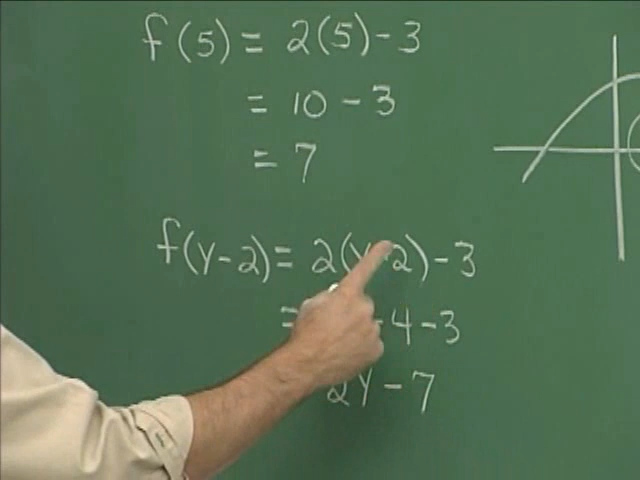 f(5) = 2(5) - 3
= 10 - 3
= 7
f(Y-2) = 2(Y-2) - 3
= - 4 - 3
2Y - 7